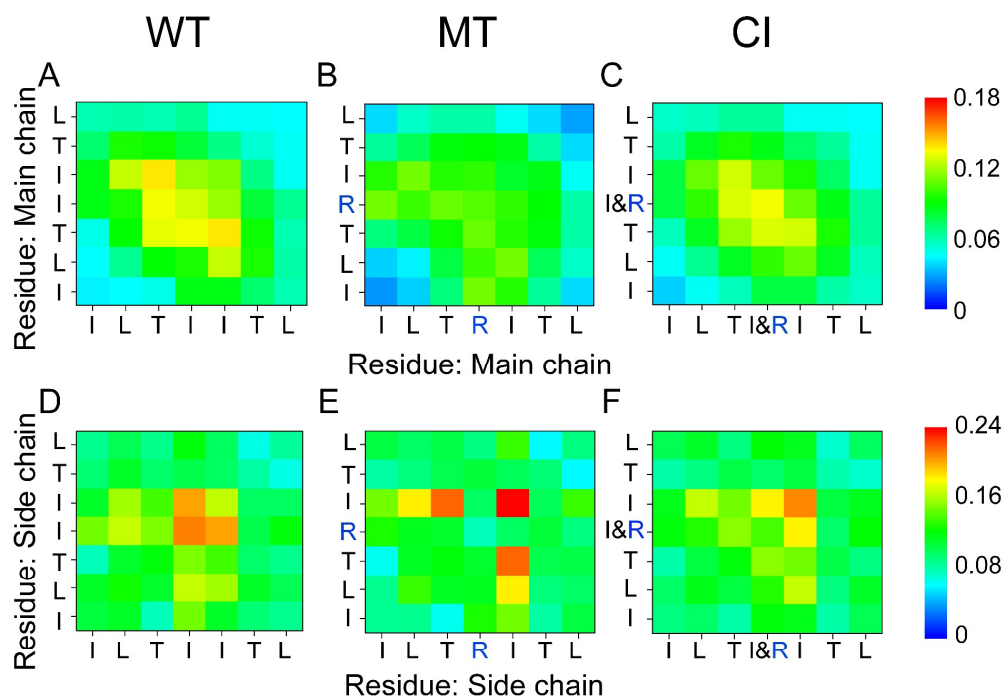 WT MT CI
A B C
Residue: Main chain
L T I I T L I
L T I R T L I
L T I I&R T L I
I L T I I T L
I L T R I T L
I L T I&R I T L
0.18
0.12
0.06
0
Residue: Main chain
D E F
Residue: Side chain
L T I I T L I
L T I R T L I
L T I I&R T L I
I L T I I T L
I L T R I T L
I L T I&R I T L
0.24
0.16
0.08
0
Residue: Side chain